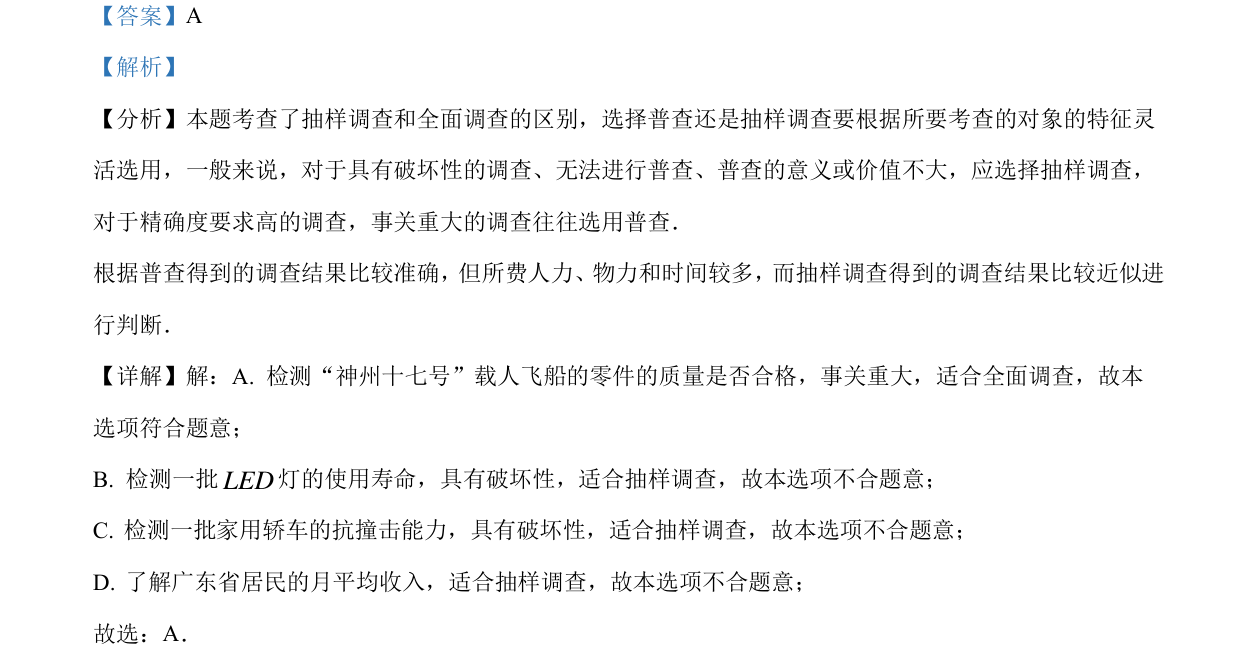 【答案】A
【解析】
【分析】本题考查了抽样调查和全面调查的区别，选择普查还是抽样调查要根据所要考查的对象的特征灵
活选用，一般来说，对于具有破坏性的调查、无法进行普查、普查的意义或价值不大，应选择抽样调查，
对于精确度要求高的调查，事关重大的调查往往选用普查．
根据普查得到的调查结果比较准确，但所费人力、物力和时间较多，而抽样调查得到的调查结果比较近似进
行判断．
【详解】解：A. 检测“神州十七号”载人飞船的零件的质量是否合格，事关重大，适合全面调查，故本
选项符合题意；
B. 检测一批LED灯的使用寿命，具有破坏性，适合抽样调查，故本选项不合题意；
C. 检测一批家用轿车的抗撞击能力，具有破坏性，适合抽样调查，故本选项不合题意；
D. 了解广东省居民的月平均收入，适合抽样调查，故本选项不合题意；
故选：A．